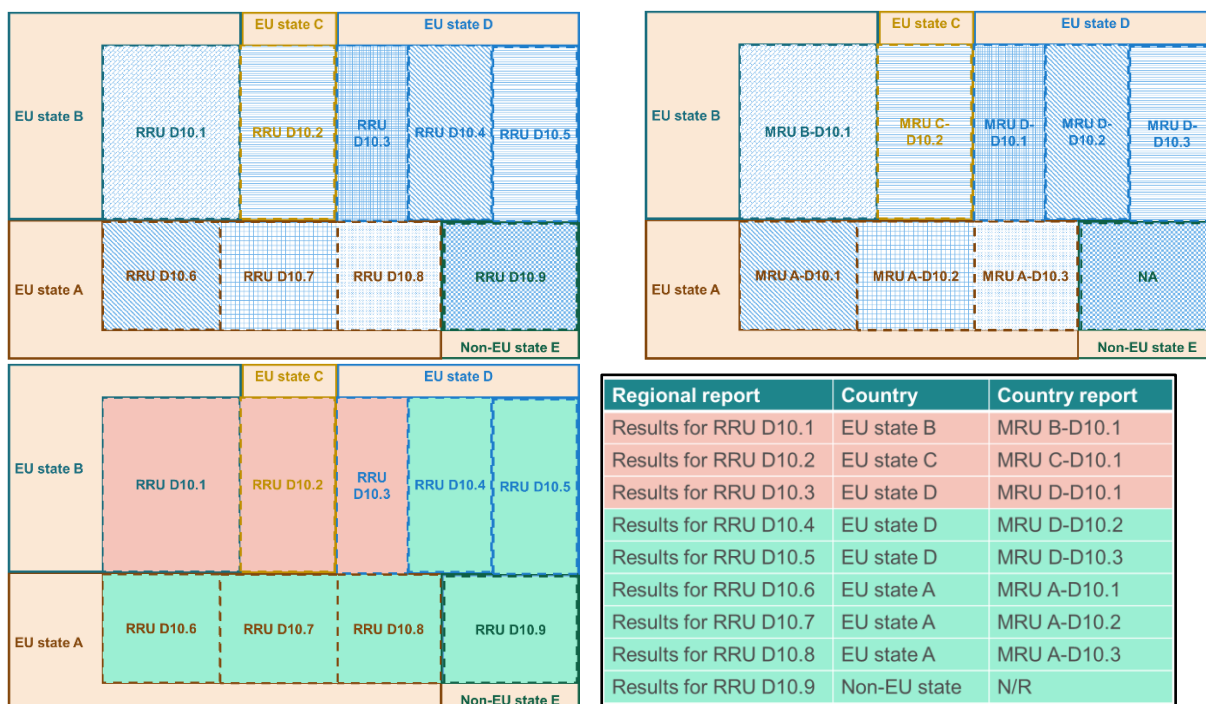 EU state C
EU state D
EU state B
RRU D10.1
RRU D10.2
RRU
D10.3
RRU D10.4
RRU D10.5
RRU D10.6
RRU D10.7
RRU D10.8
RRU D10.9
EU state A
Non-EU state E
EU state C
EU state D
EU state B
MRU B-D10.1
MRU C-
D10.2
MRU D-
D10.1
MRU D-
D10.2
MRU D-
D10.3
MRU A-D10.1
MRU A-D10.2
MRU A-D10.3
NA
EU state A
Non-EU state E
EU state C
EU state D
EU state B
RRU D10.1
RRU D10.2
RRU
D10.3
RRU D10.4
RRU D10.5
RRU D10.6
RRU D10.7
RRU D10.8
RRU D10.9
EU state A
Non-EU state E
Regional report Country Country report
Results for RRU D10.1 EU state B MRU B-D10.1
Results for RRU D10.2 EU state C MRU C-D10.1
Results for RRU D10.3 EU state D MRU D-D10.1
Results for RRU D10.4 EU state D MRU D-D10.2
Results for RRU D10.5 EU state D MRU D-D10.3
Results for RRU D10.6 EU state A MRU A-D10.1
Results for RRU D10.7 EU state A MRU A-D10.2
Results for RRU D10.8 EU state A MRU A-D10.3
Results for RRU D10.9 Non-EU state N/R